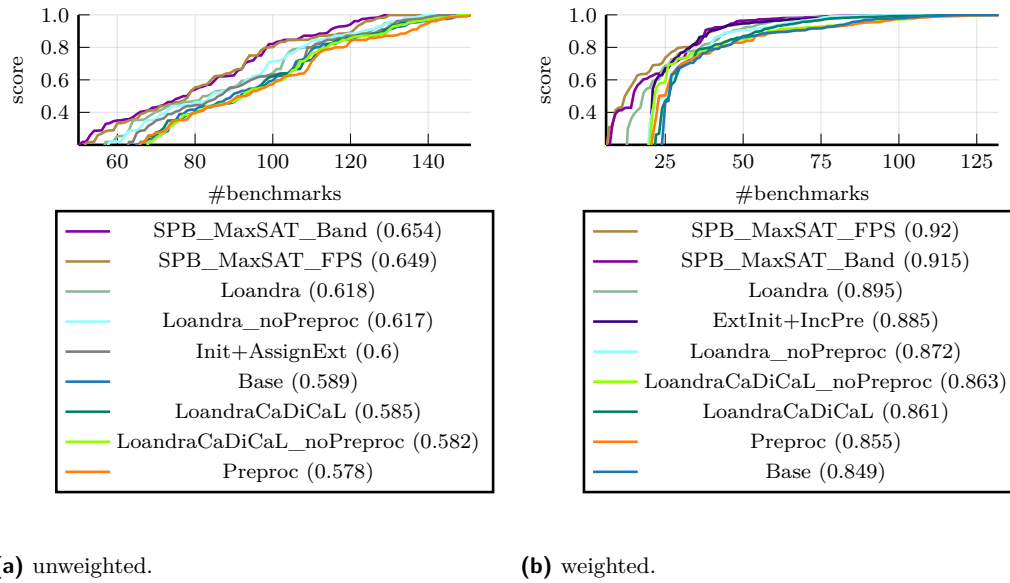 1.0
0.8
0.6
0.4
score
60 80 100 120 140
#benchmarks
SPB_MaxSAT_Band (0.654)
SPB_MaxSAT_FPS (0.649)
Loandra (0.618)
Loandra_noPreproc (0.617)
Init+AssignExt (0.6)
Base (0.589)
LoandraCaDiCaL (0.585)
LoandraCaDiCaL_noPreproc (0.582)
Preproc (0.578)
(a) unweighted.
1.0
0.8
0.6
0.4
score
25 50 75 100 125
#benchmarks
SPB_MaxSAT_FPS (0.92)
SPB_MaxSAT_Band (0.915)
Loandra (0.895)
ExtInit+IncPre (0.885)
Loandra_noPreproc (0.872)
LoandraCaDiCaL_noPreproc (0.863)
LoandraCaDiCaL (0.861)
Preproc (0.855)
Base (0.849)
(b) weighted.